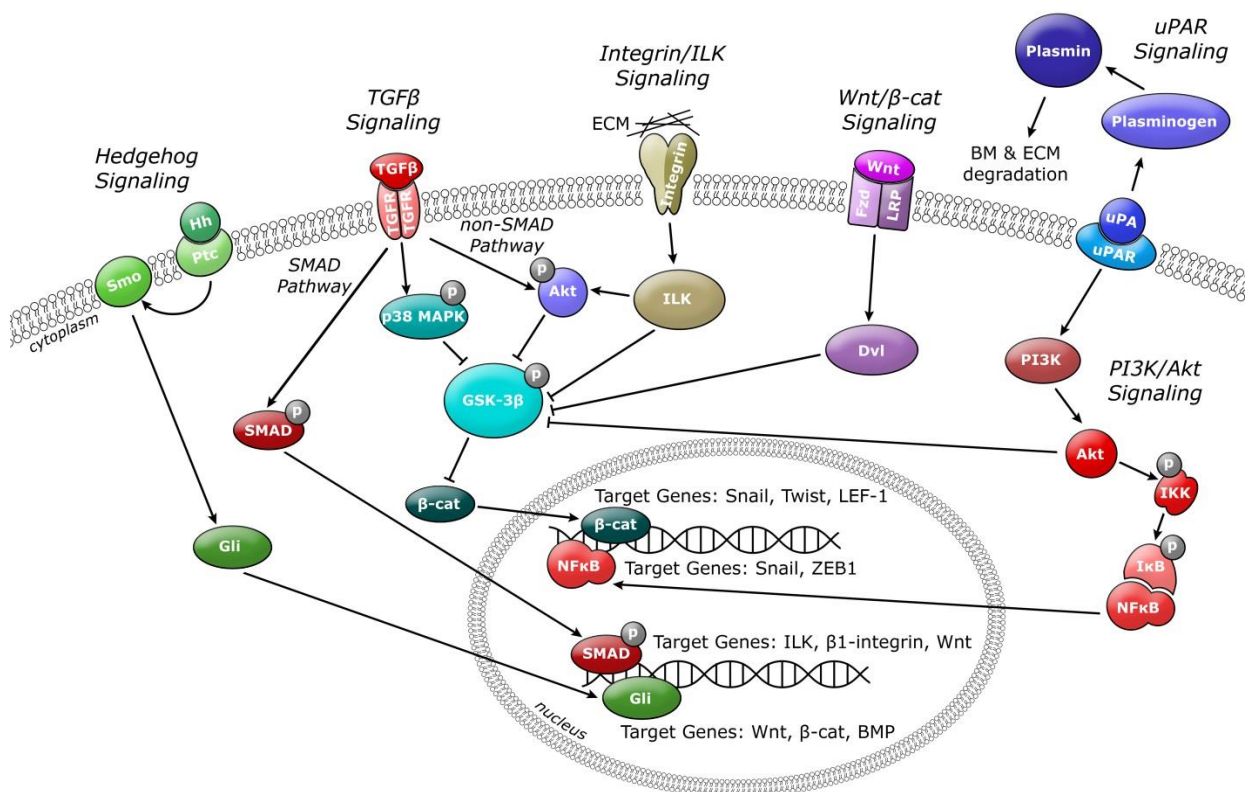 Hedgehog
Signaling
Hh
Ptc
Smo
cytoplasm
Gli
TGFβ
Signaling
TGFβ
TGFR
TGFR
SMAD
Pathway
non-SMAD
Pathway
p
p38 MAPK
p
Akt
p
SMAD
p
GSK-3β
β-cat
Integrin/ILK
Signaling
ECM
Integrin
ILK
Wnt/β-cat
Signaling
Wnt
Fzd
LRP
Dvl
uPAR
Signaling
Plasmin
Plasminogen
BM & ECM
degradation
uPA
uPAR
PI3K
PI3K/Akt
Signaling
Akt
p
IKK
p
IκB
NFκB
Target Genes: Snail, Twist, LEF-1
β-cat
NFκB
Target Genes: Snail, ZEB1
p
SMAD
Target Genes: ILK, β1-integrin, Wnt
Gli
Target Genes: Wnt, β-cat, BMP
nucleus